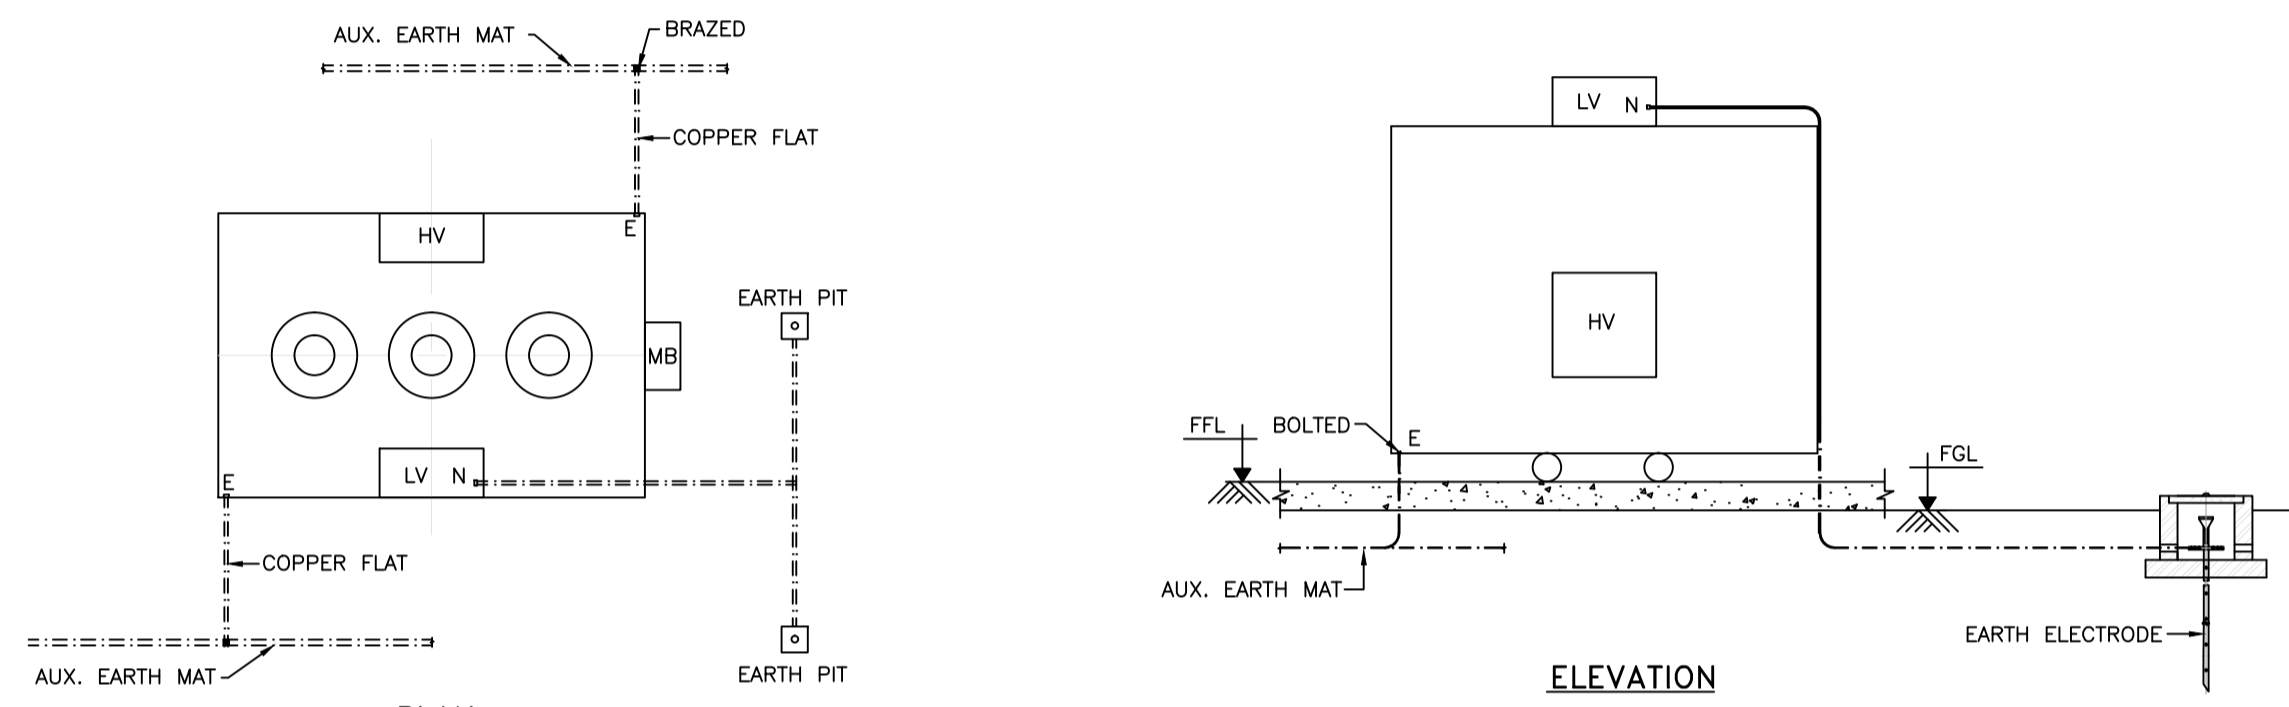 AUX. EARTH MAT
BRAZED
COPPER FLAT
HV
E
EARTH PIT
MB
LV N
E
COPPER FLAT
AUX. EARTH MAT
EARTH PIT
LV N
HV
FFL
BOLTED
E
FGL
AUX. EARTH MAT
EARTH ELECTRODE
ELEVATION